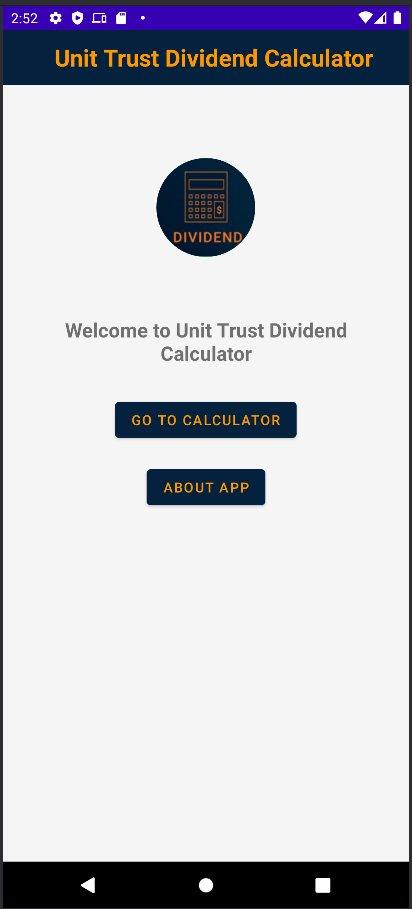 2:52
Unit Trust Dividend Calculator
$
DIVIDEND
Welcome to Unit Trust Dividend
Calculator
GO TO CALCULATOR
ABOUT APP